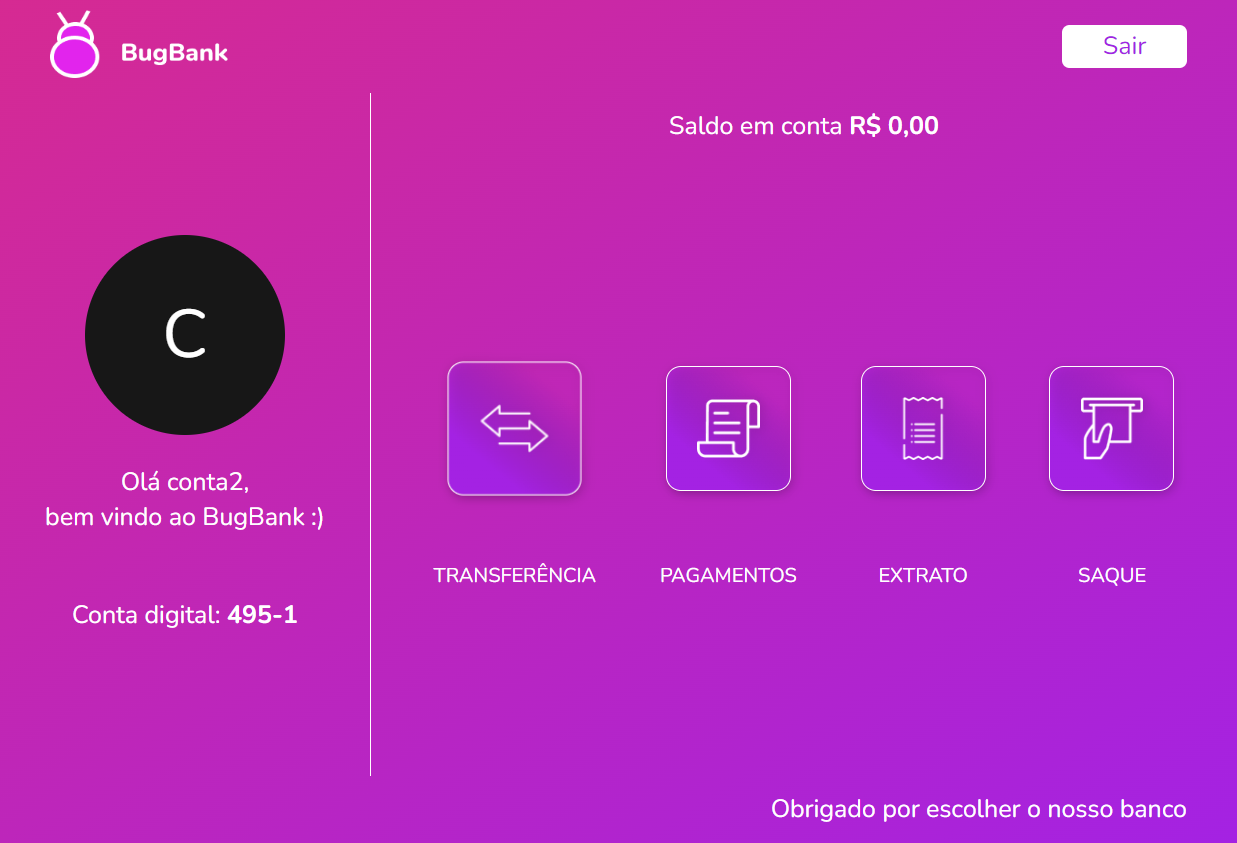 BugBank
Sair
Saldo em conta R$ 0,00
C
Olá conta2,
bem vindo ao BugBank :)
Conta digital: 495-1
TRANSFERÊNCIA
PAGAMENTOS
EXTRATO
SAQUE
Obrigado por escolher o nosso banco